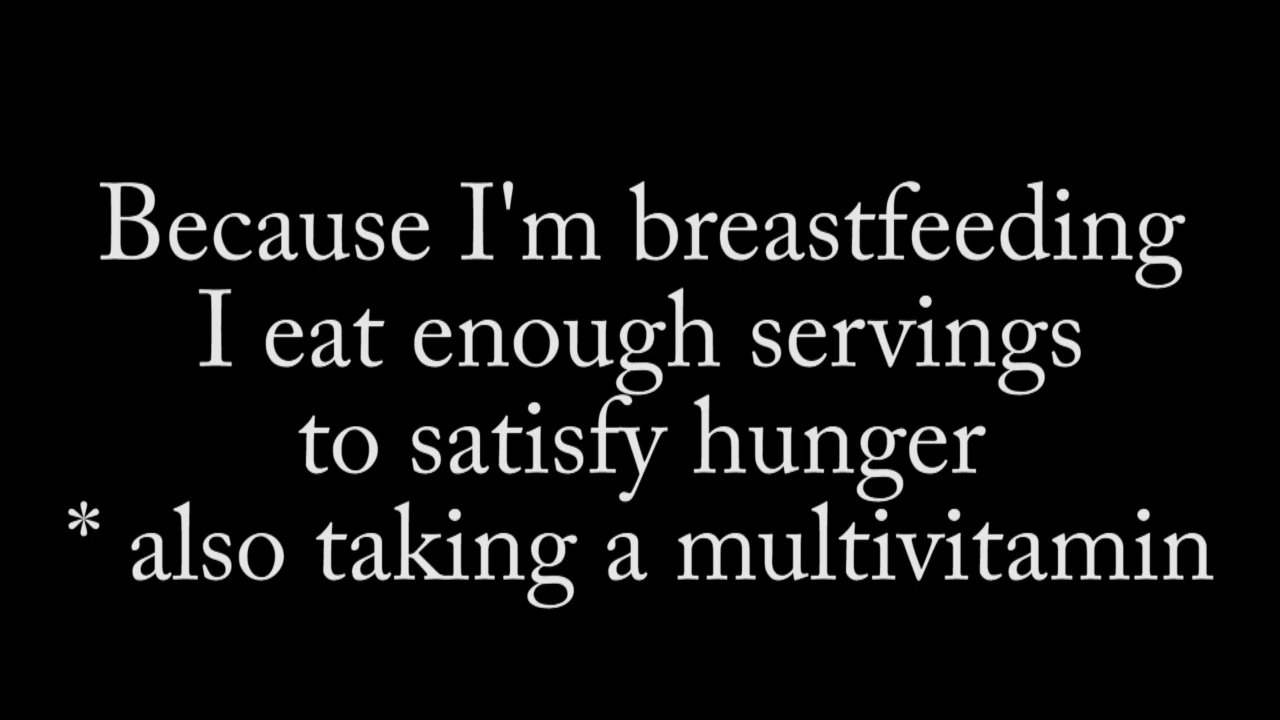 Because I'm breastfeeding
I eat enough servings
to satisfy hunger
* also taking a multivitamin